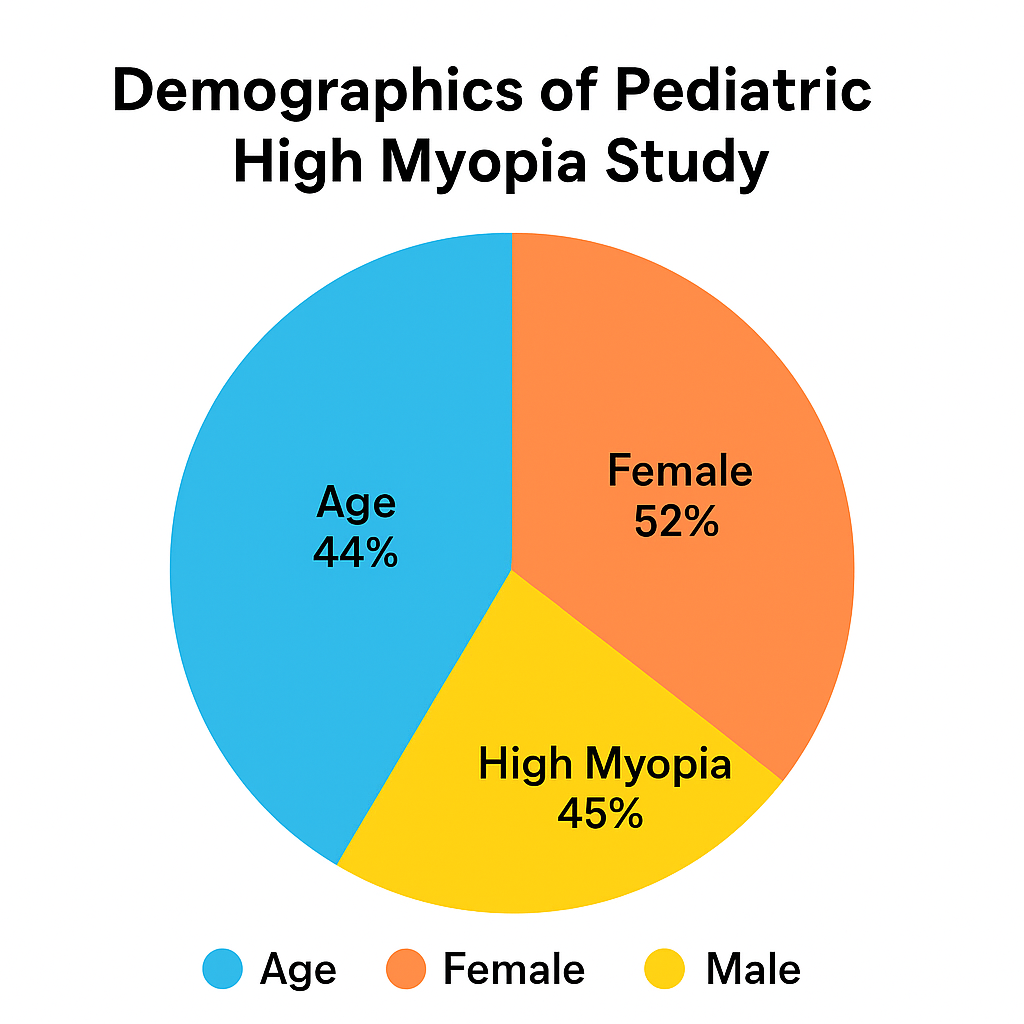 Demographics of Pediatric
High Myopia Study
Age
44%
Female
52%
High Myopia
45%
Age
Female
Male